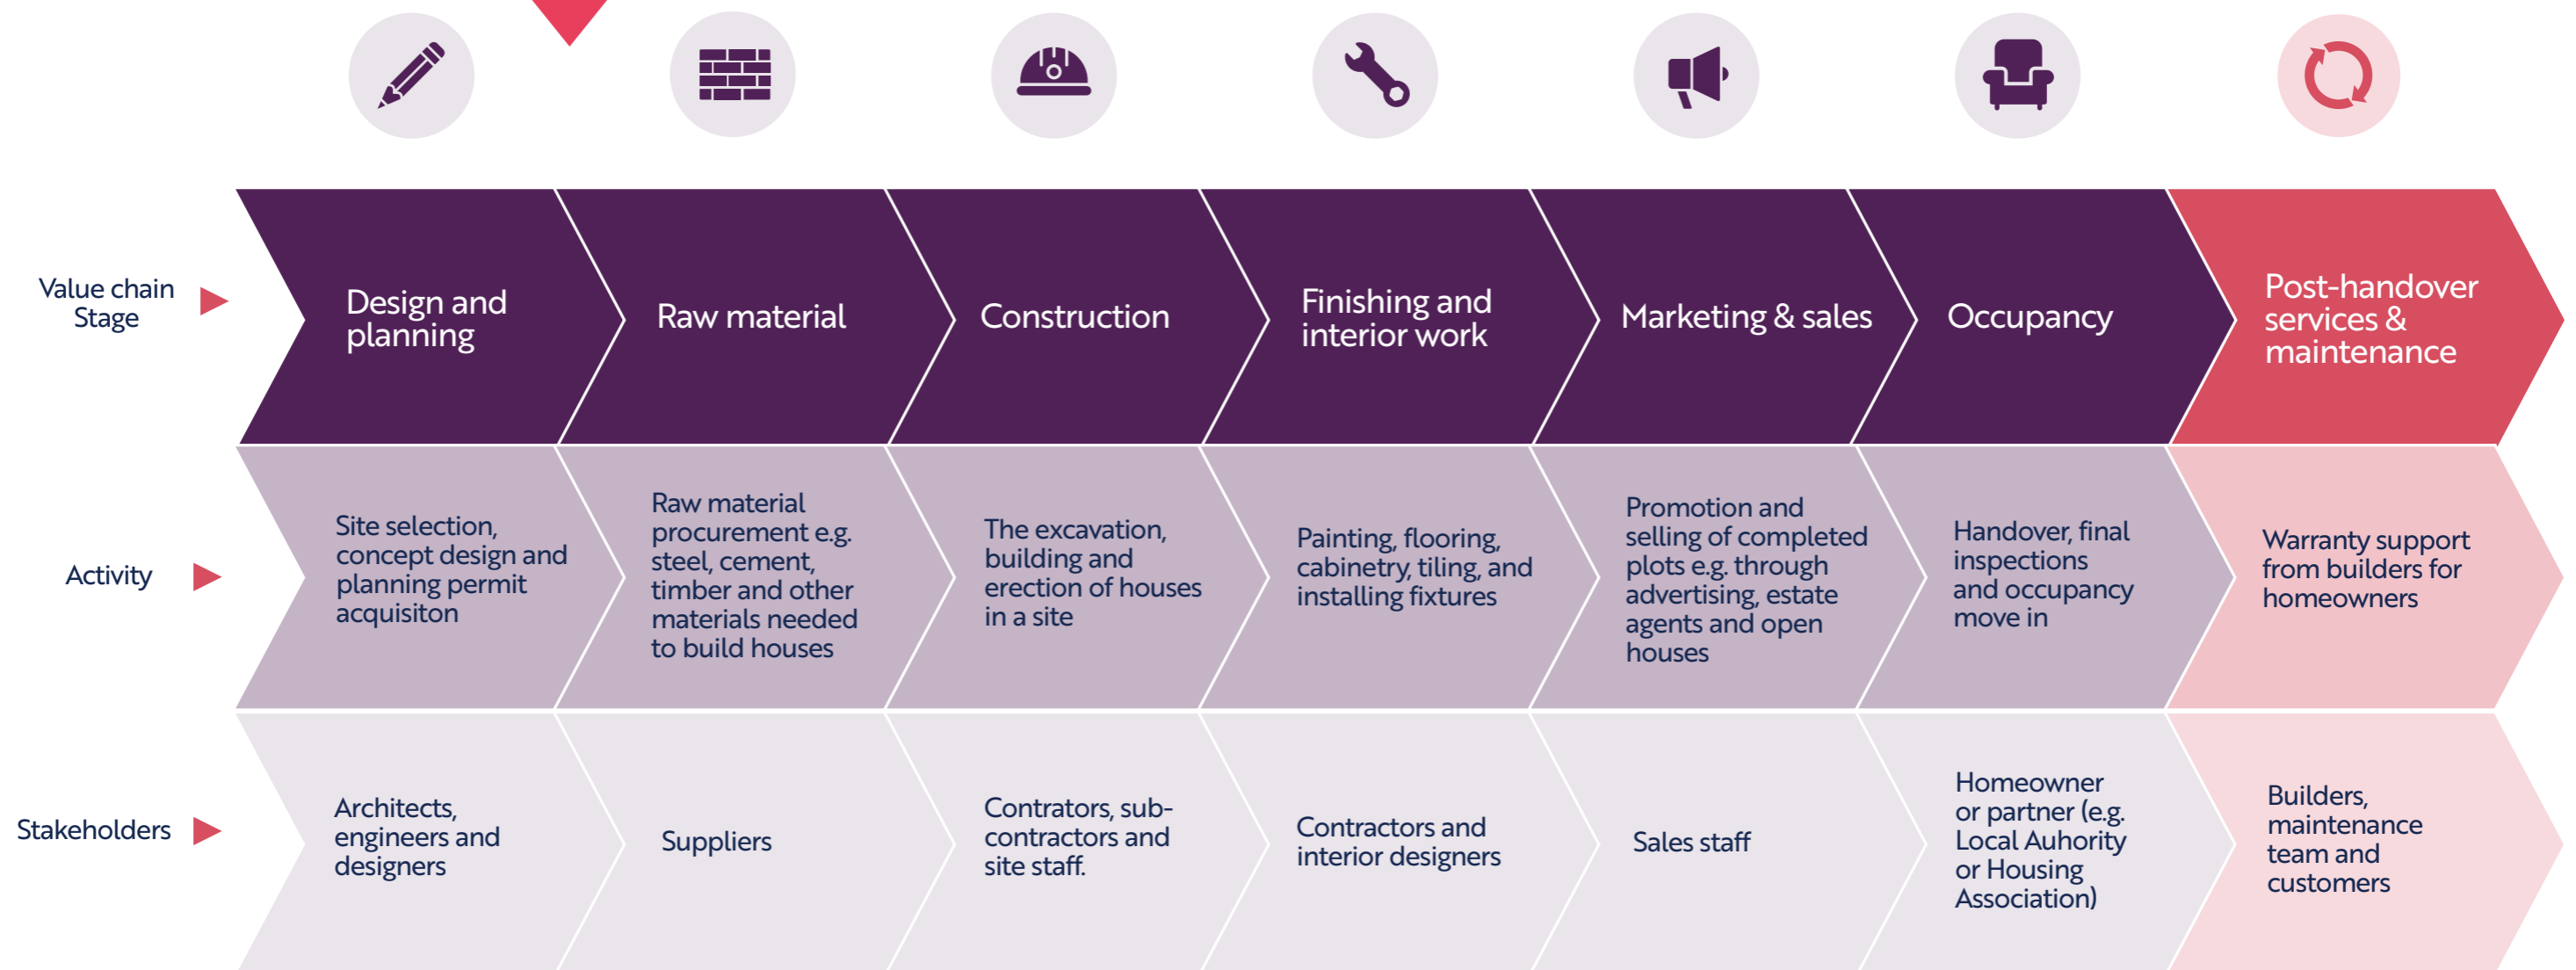 Value chain
Stage
Design and
planning
Raw material
Construction
Finishing and
interior work
Marketing & sales
Occupancy
Post-handover
services &
maintenance
Activity
Site selection,
concept design and
planning permit
acquisiton
Raw material
procurement e.g.
steel, cement,
timber and other
materials needed
to build houses
The excavation,
building and
erection of houses
in a site
Painting, flooring,
cabinetry, tiling, and
installing fixtures
Promotion and
selling of completed
plots e.g. through
advertising, estate
agents and open
houses
Handover, final
inspections
and occupancy
move in
Warranty support
from builders for
homeowners
Stakeholders
Architects,
engineers and
designers
Suppliers
Contrators, sub-
contractors and
site staff.
Contractors and
interior designers
Sales staff
Homeowner
or partner (e.g.
Local Auhority
or Housing
Association)
Builders,
maintenance
team and
customers